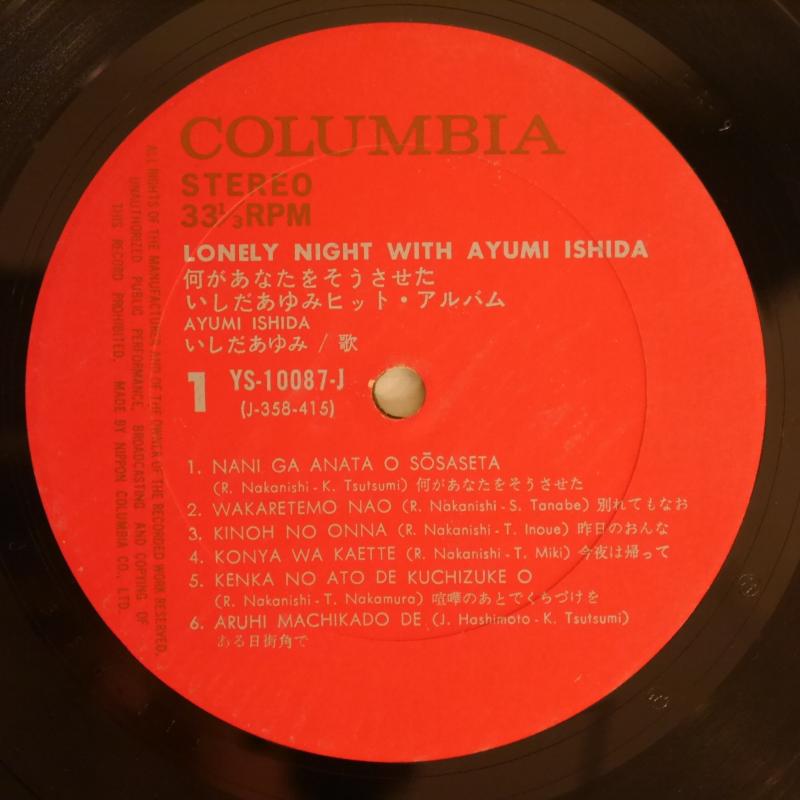 COLUMBIA
STEREO
33 1/3 RPM
LONELY NIGHT WITH AYUMI ISHIDA
何があなたをそうさせた
いしだあゆみヒット・アルバム
AYUMI ISHIDA
いしだあゆみ / 歌
1 YS-10087-J
(J-358-415)
1. NANI GA ANATA O SŌSASETA
(R. Nakanishi - K. Tsutsumi) 何があなたをそうさせた
2. WAKARETEMO NAO (R. Nakanishi - S. Tanabe) 別れてもなお
3. KINOH NO ONNA (R. Nakanishi - T. Inoue) 昨日のおんな
4. KONYA WA KAETTE (R. Nakanishi - T. Miki) 今夜は帰って
5. KENKA NO ATO DE KUCHIZUKE O
(R. Nakanishi - T. Nakamura) 喧嘩のあとでくちづけを
6. ARUHI MACHIKADO DE (J. Hashimoto - K. Tsutsumi)
ある日街角で
ALL RIGHTS OF THE MANUFACTURER AND OF THE OWNER OF THE RECORDED WORK RESERVED.
UNAUTHORIZED PUBLIC PERFORMANCE, BROADCASTING AND COPYING OF
THIS RECORD PROHIBITED. MADE BY NIPPON COLUMBIA CO., LTD.